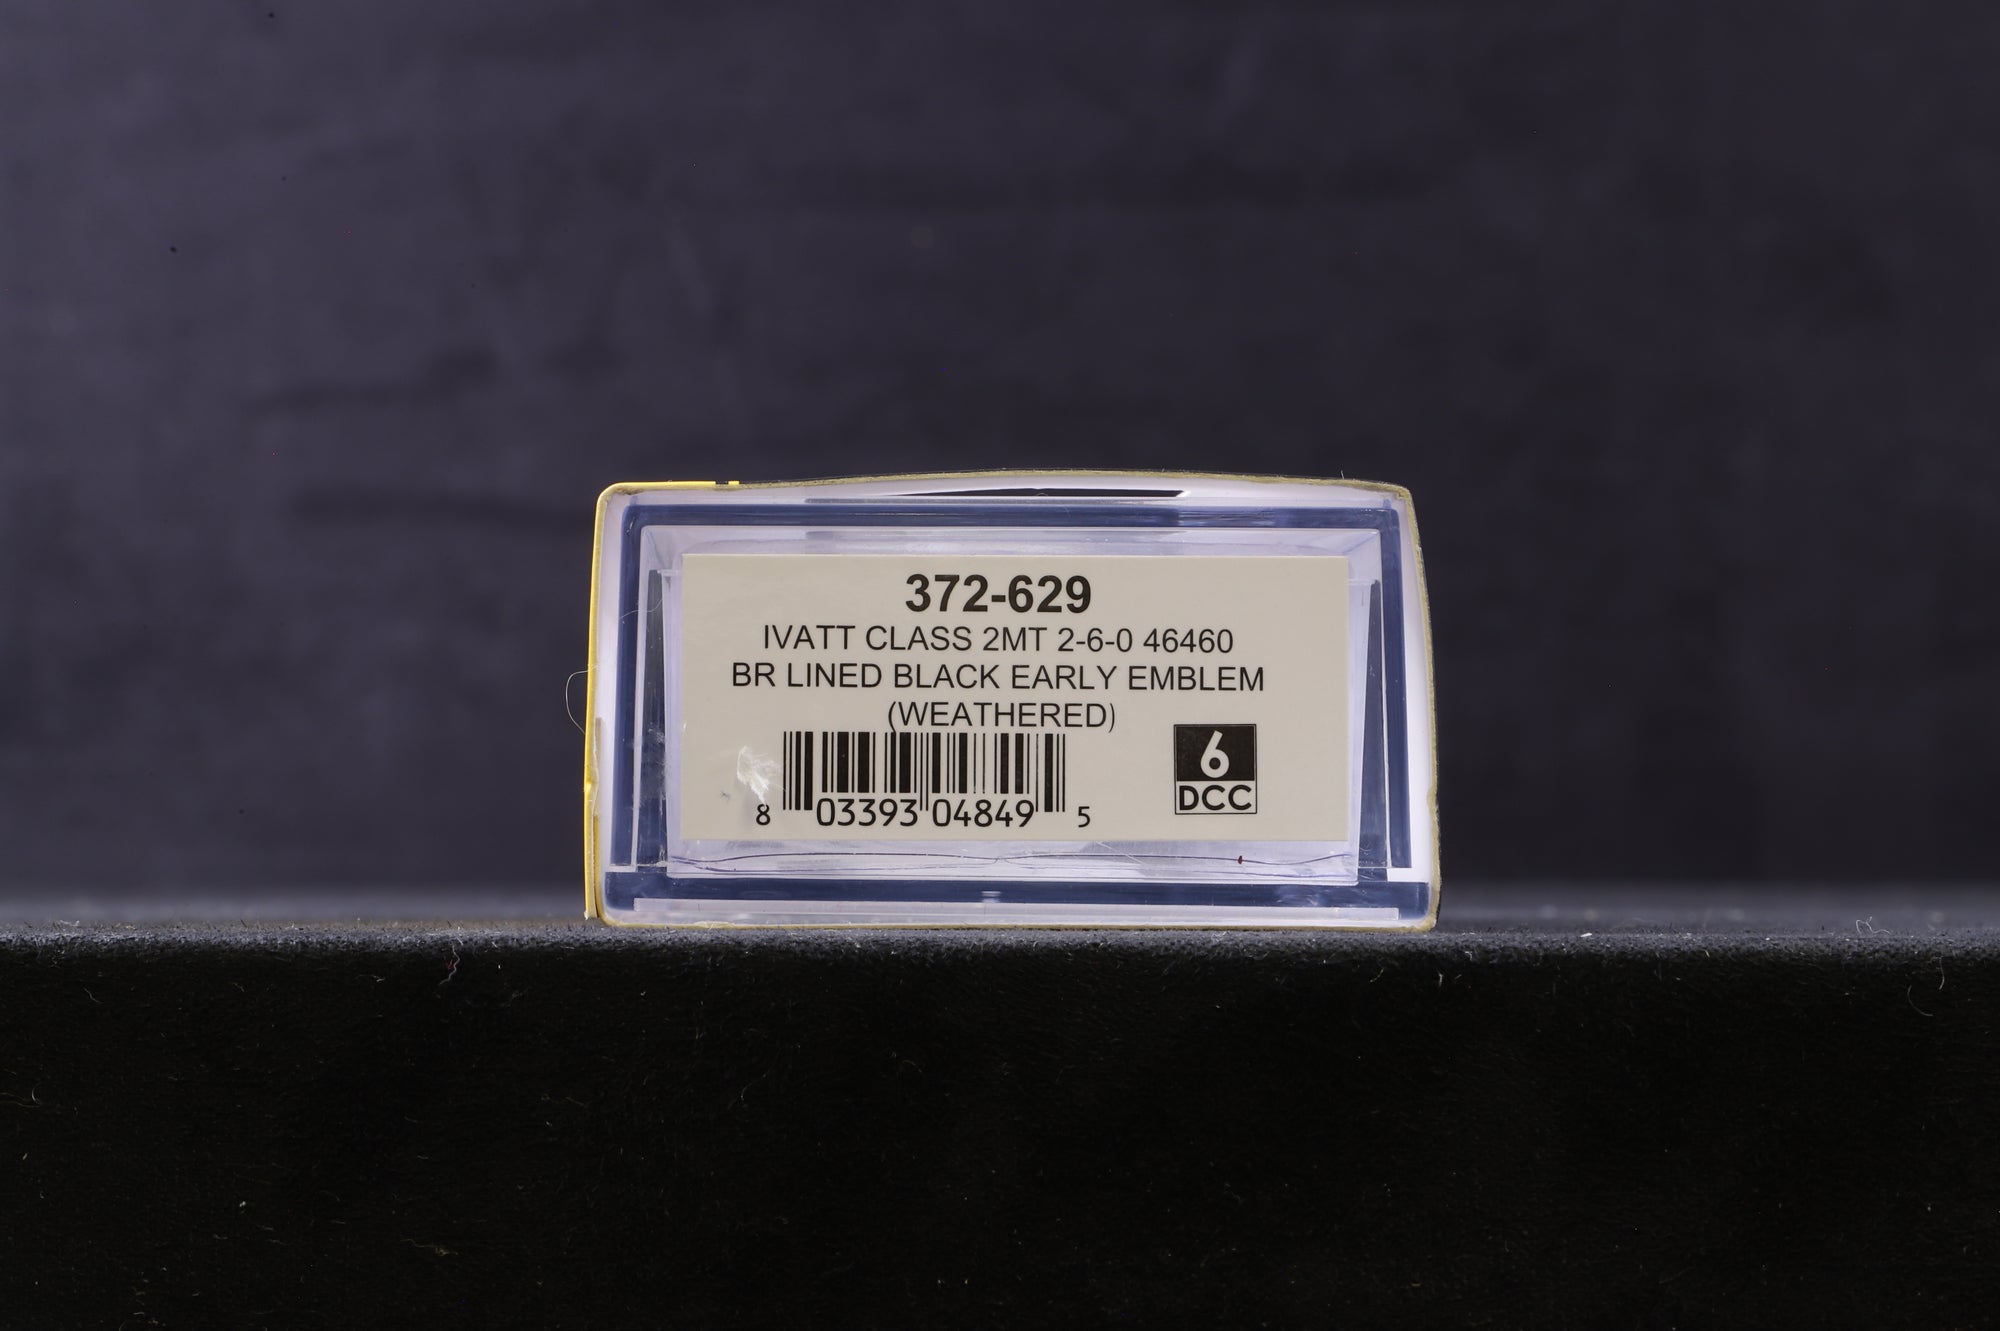 372-629
IVATT CLASS 2MT 2-6-0 46460
BR LINED BLACK EARLY EMBLEM
(WEATHERED)
8 03393 04849 5
6
DCC